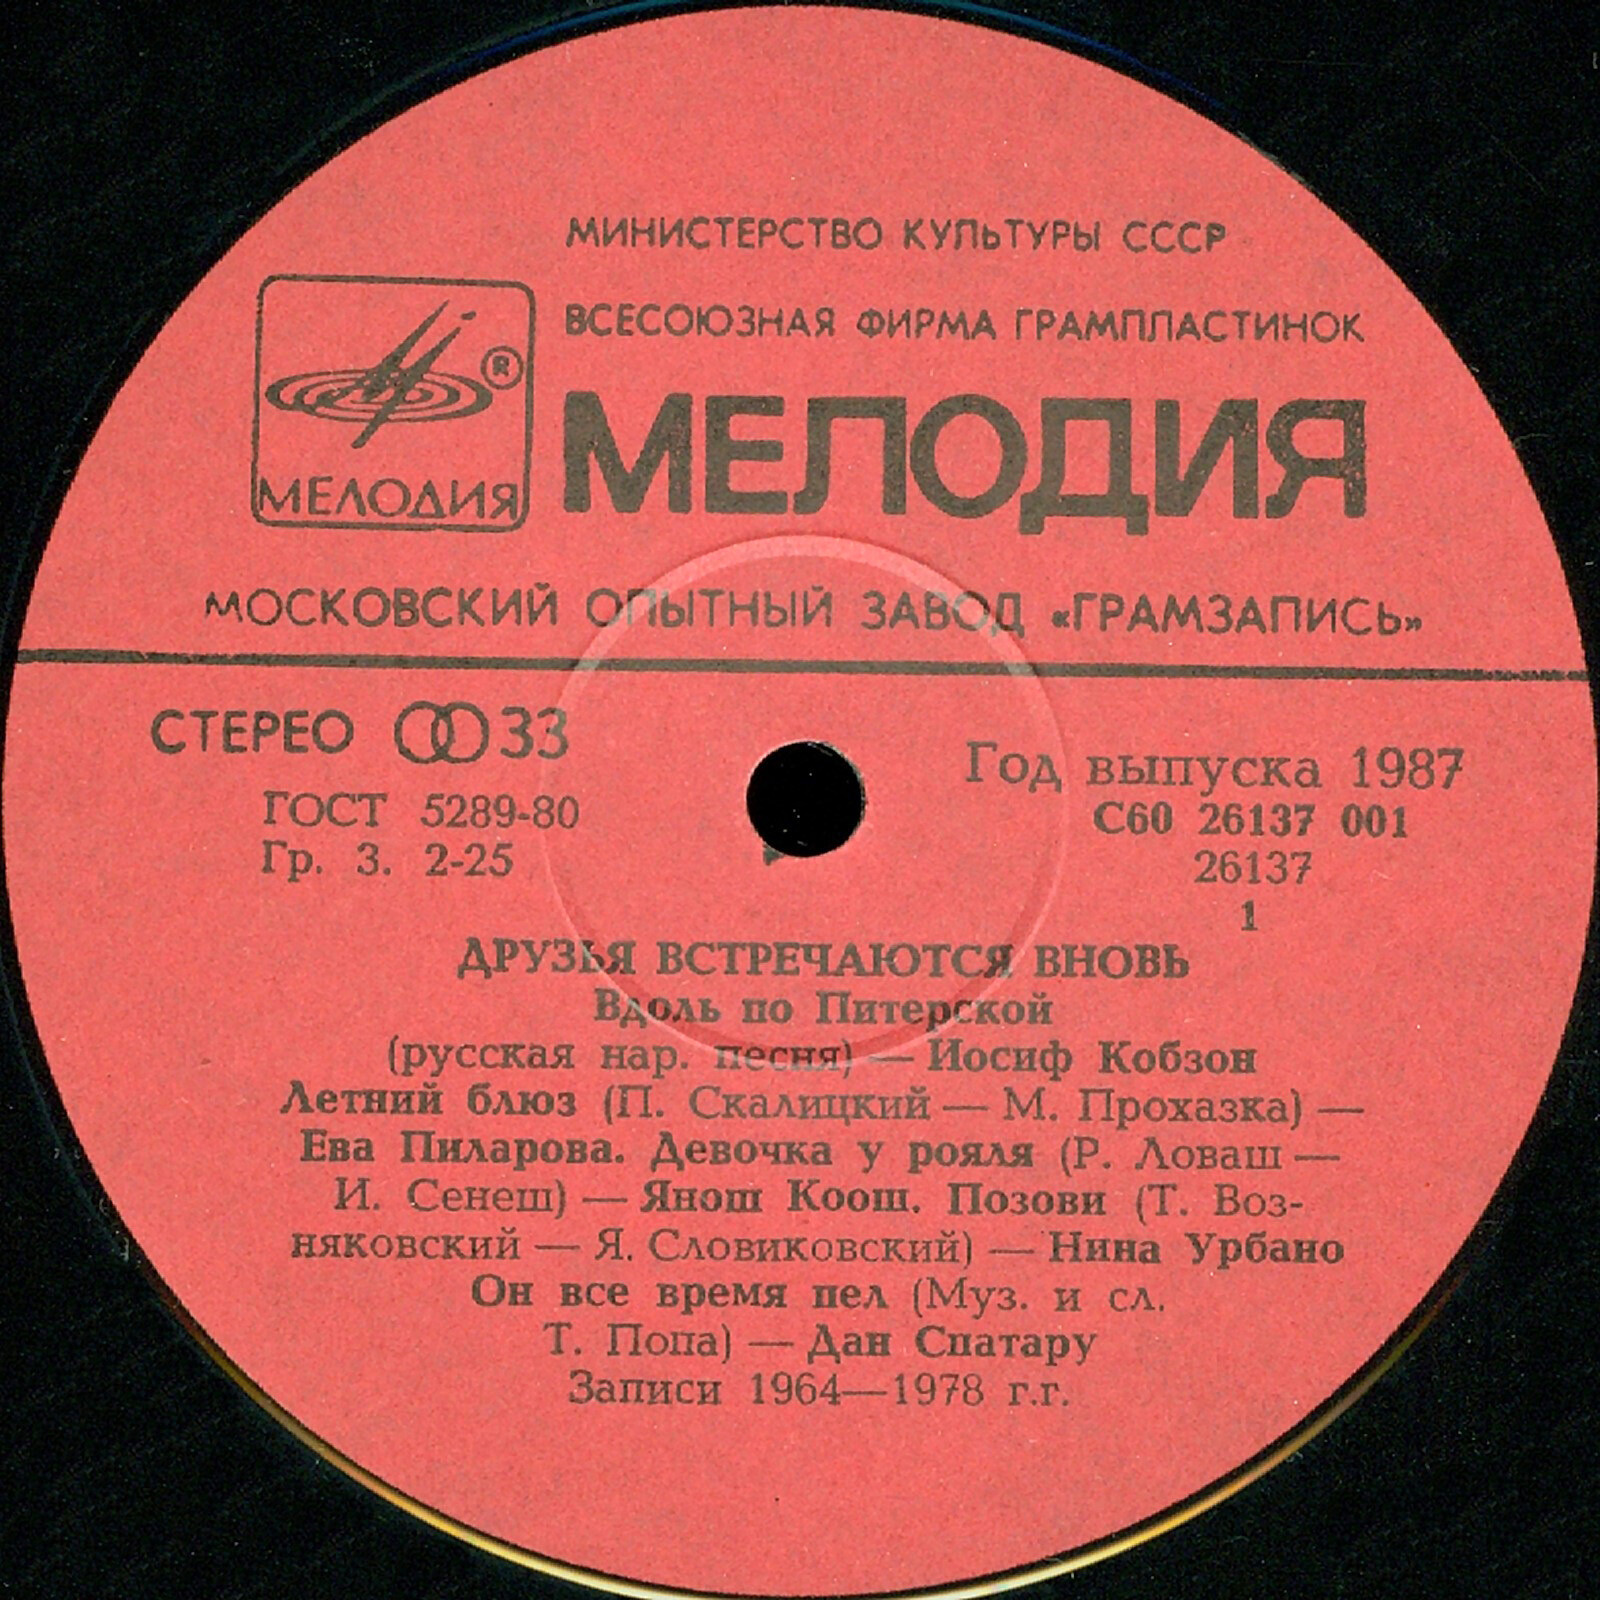 МИНИСТЕРСТВО КУЛЬТУРЫ СССР
ВСЕСОЮЗНАЯ ФИРМА ГРАМПЛАСТИНОК
®
МЕЛОДИЯ
МЕЛОДИЯ
МОСКОВСКИЙ ОПЫТНЫЙ ЗАВОД «ГРАМЗАПИСЬ»
СТЕРЕО 33
ГОСТ 5289-80
Гр. 3. 2-25
Год выпуска 1987
С60 26137 001
26137
1
ДРУЗЬЯ ВСТРЕЧАЮТСЯ ВНОВЬ
Вдоль по Питерской
(русская нар. песня) — Иосиф Кобзон
Летний блюз (П. Скалицкий — М. Прохазка) —
Ева Пиларова. Девочка у рояля (Р. Ловаш —
И. Сенеш) — Янош Коош. Позови (Т. Воз-
няковский — Я. Словиковский) — Нина Урбано
Он все время пел (Муз. и сл.
Т. Попа) — Дан Спатару
Записи 1964—1978 г.г.